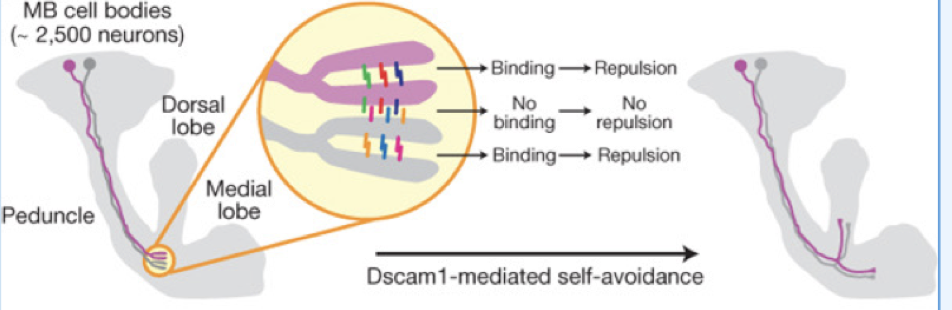 MB cell bodies
(~ 2,500 neurons)
Dorsal
lobe
Medial
lobe
Peduncle
Binding → Repulsion
No
binding → No
repulsion
Binding → Repulsion
Dscam1-mediated self-avoidance